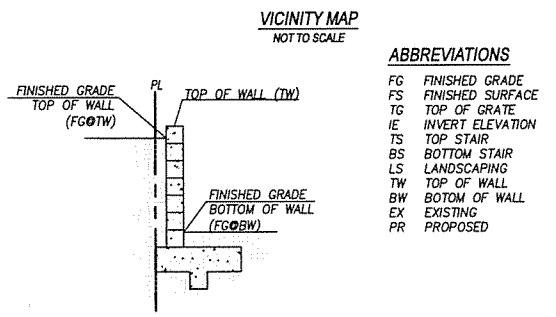 VICINITY MAP
NOT TO SCALE
PL
FINISHED GRADE
TOP OF WALL
(FG@TW)
TOP OF WALL (TW)
FINISHED GRADE
BOTTOM OF WALL
(FG@BW)
ABBREVIATIONS
FG FINISHED GRADE
FS FINISHED SURFACE
TG TOP OF GRATE
IE INVERT ELEVATION
TS TOP STAIR
BS BOTTOM STAIR
LS LANDSCAPING
TW TOP OF WALL
BW BOTOM OF WALL
EX EXISTING
PR PROPOSED